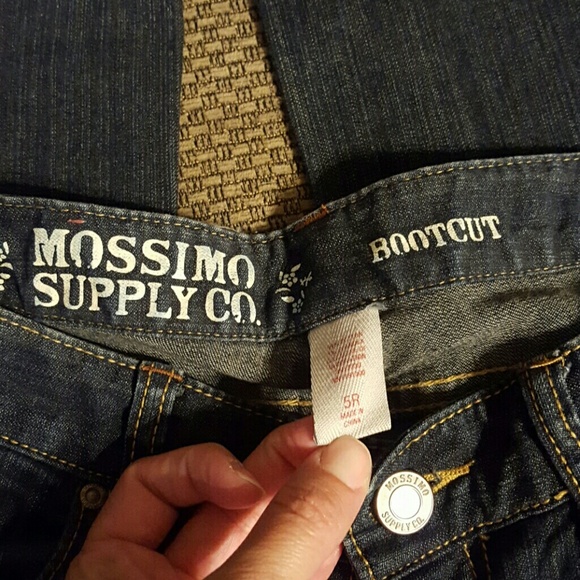 MOSSIMO
SUPPLY CO.
BOOTCUT
5R
MADE IN
CHINA
MOSSIMO
SUPPLY CO.